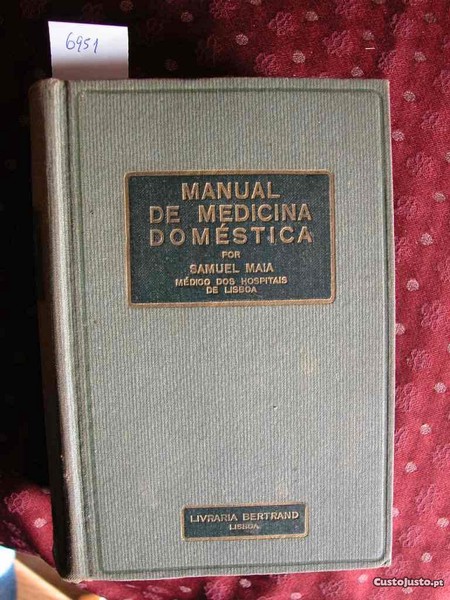 6951
MANUAL
DE MEDICINA
DOMÉSTICA
POR
SAMUEL MAIA
MÉDICO DOS HOSPITAIS
DE LISBOA
LIVRARIA BERTRAND
LISBOA
CustoJusto.pt